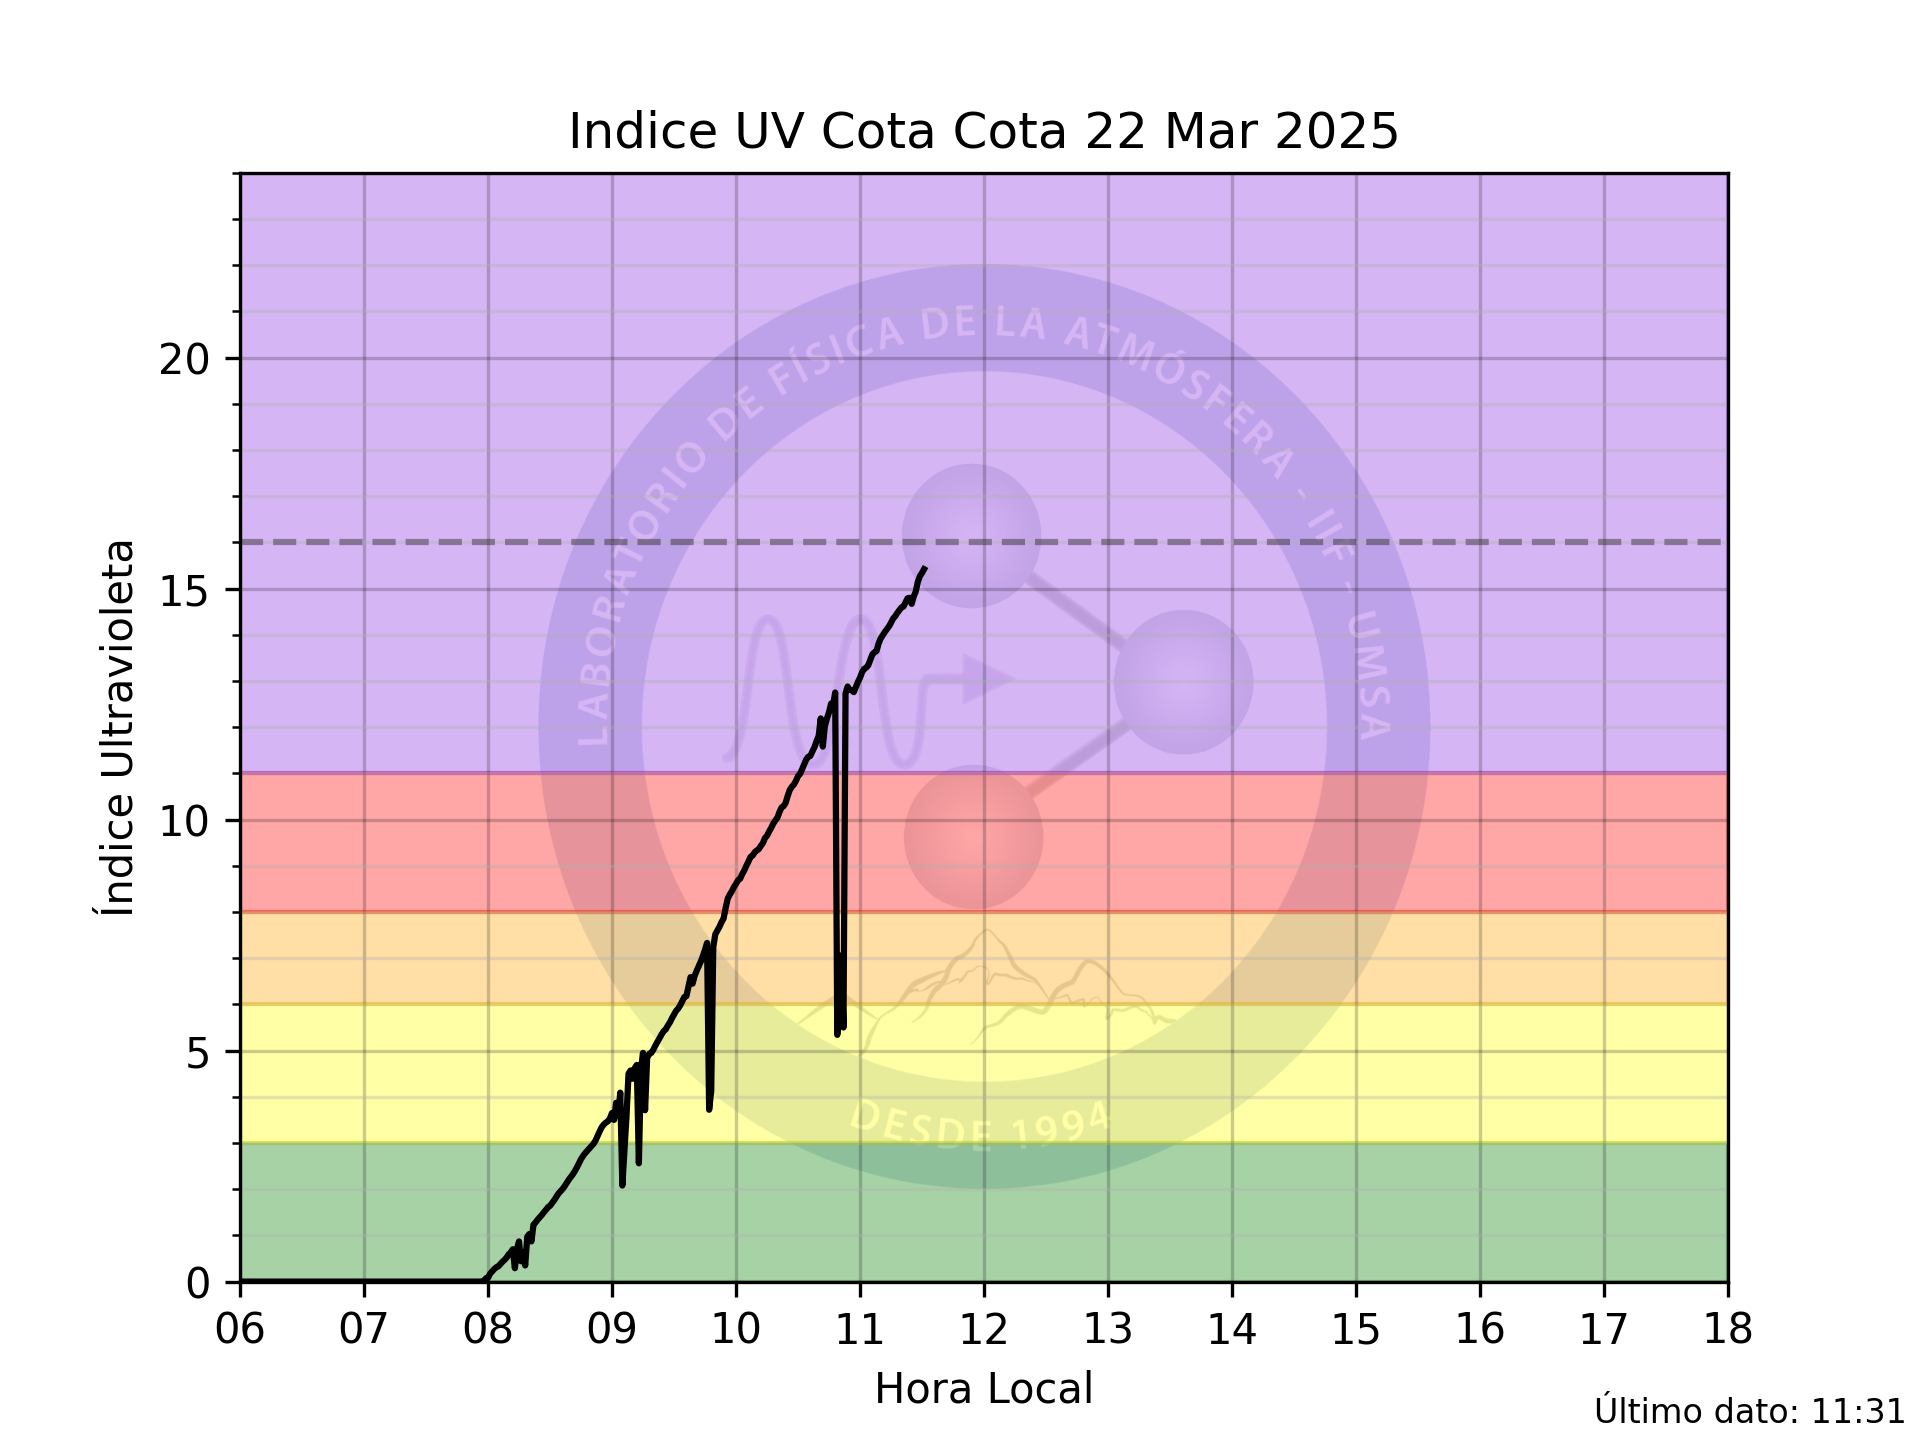 Indice UV Cota Cota 22 Mar 2025
LABORATORIO DE FÍSICA DE LA ATMÓSFERA - IIF - UMSA
DESDE 1994
Índice Ultravioleta
20
15
10
5
0
06 07 08 09 10 11 12 13 14 15 16 17 18
Hora Local
Último dato: 11:31